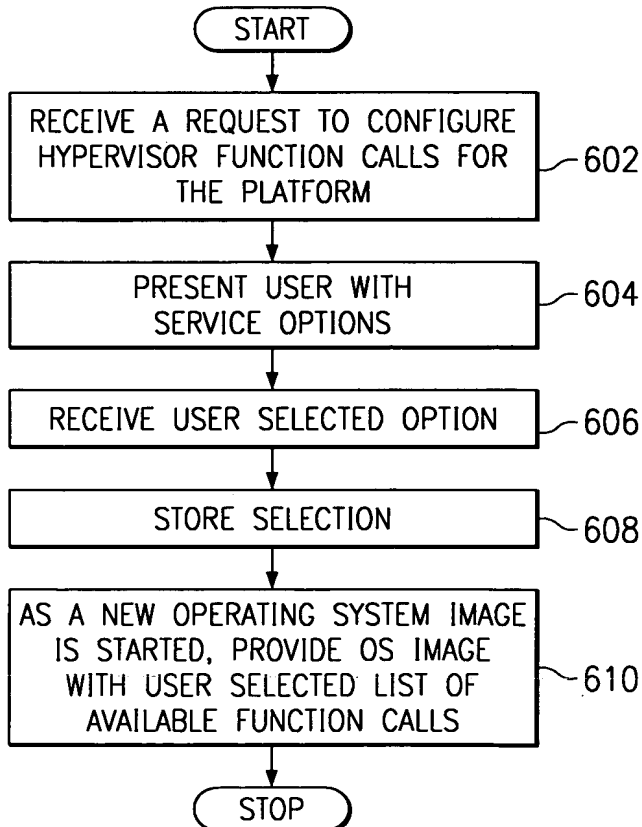 START
RECEIVE A REQUEST TO CONFIGURE
HYPERVISOR FUNCTION CALLS FOR
THE PLATFORM
602
PRESENT USER WITH
SERVICE OPTIONS
604
RECEIVE USER SELECTED OPTION
606
STORE SELECTION
608
AS A NEW OPERATING SYSTEM IMAGE
IS STARTED, PROVIDE OS IMAGE
WITH USER SELECTED LIST OF
AVAILABLE FUNCTION CALLS
610
STOP